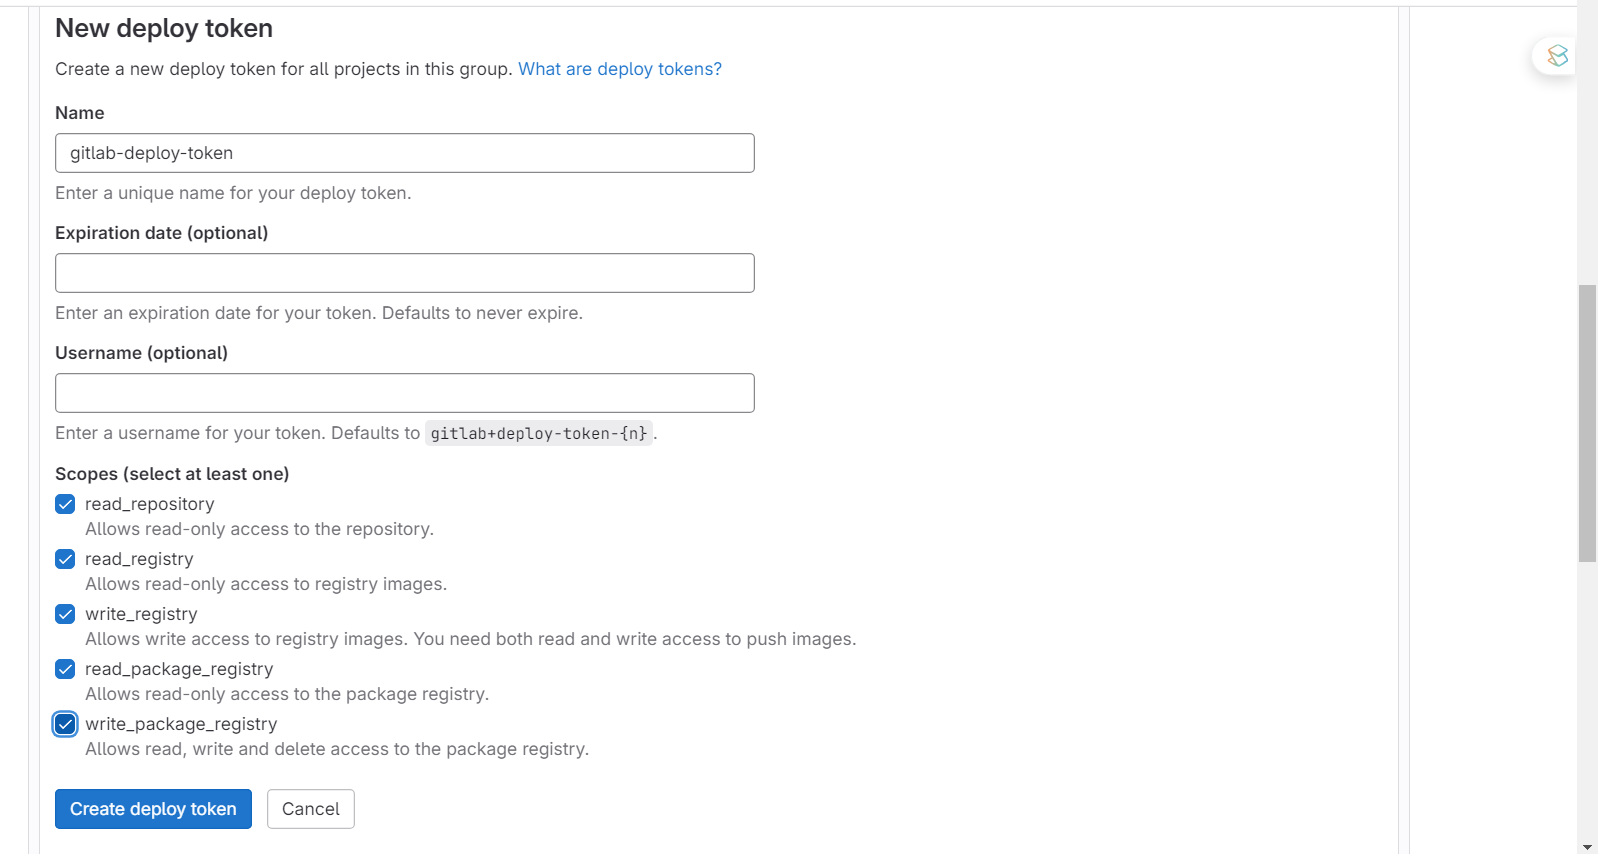 New deploy token
Create a new deploy token for all projects in this group. What are deploy tokens?
Name
gitlab-deploy-token
Enter a unique name for your deploy token.
Expiration date (optional)
Enter an expiration date for your token. Defaults to never expire.
Username (optional)
Enter a username for your token. Defaults to gitlab+deploy-token-{n}.
Scopes (select at least one)
read_repository
Allows read-only access to the repository.
read_registry
Allows read-only access to registry images.
write_registry
Allows write access to registry images. You need both read and write access to push images.
read_package_registry
Allows read-only access to the package registry.
write_package_registry
Allows read, write and delete access to the package registry.
Create deploy token Cancel